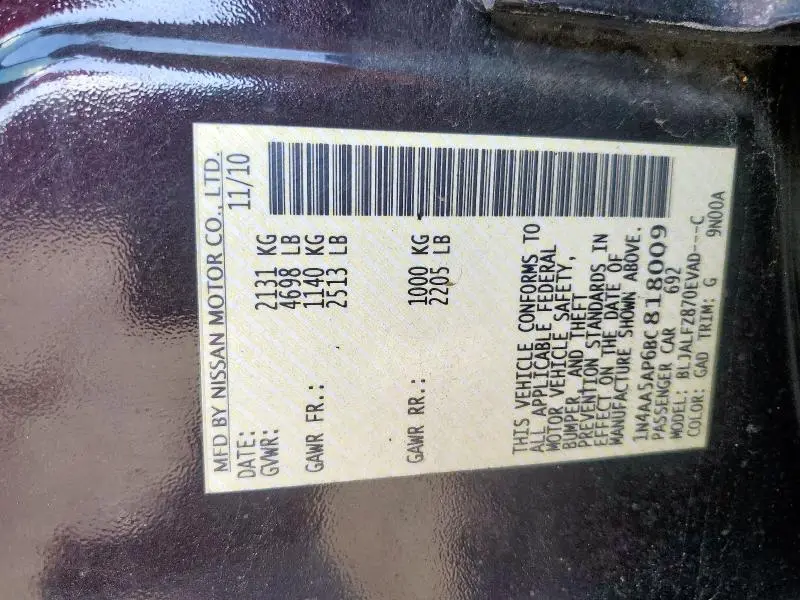 MFD BY NISSAN MOTOR CO., LTD.
DATE: 11/10
GVWR: 2131 KG
4698 LB
GAWR FR.: 1140 KG
2513 LB
GAWR RR.: 1000 KG
2205 LB
THIS VEHICLE CONFORMS TO
ALL APPLICABLE FEDERAL
MOTOR VEHICLE SAFETY,
BUMPER, AND THEFT
PREVENTION STANDARDS IN
EFFECT ON THE DATE OF
MANUFACTURE SHOWN ABOVE.
1N4AA5AP6BC818009
PASSENGER CAR 692
MODEL: BLJALFZ870EVAD---C
COLOR: GAD TRIM: G 9N00A